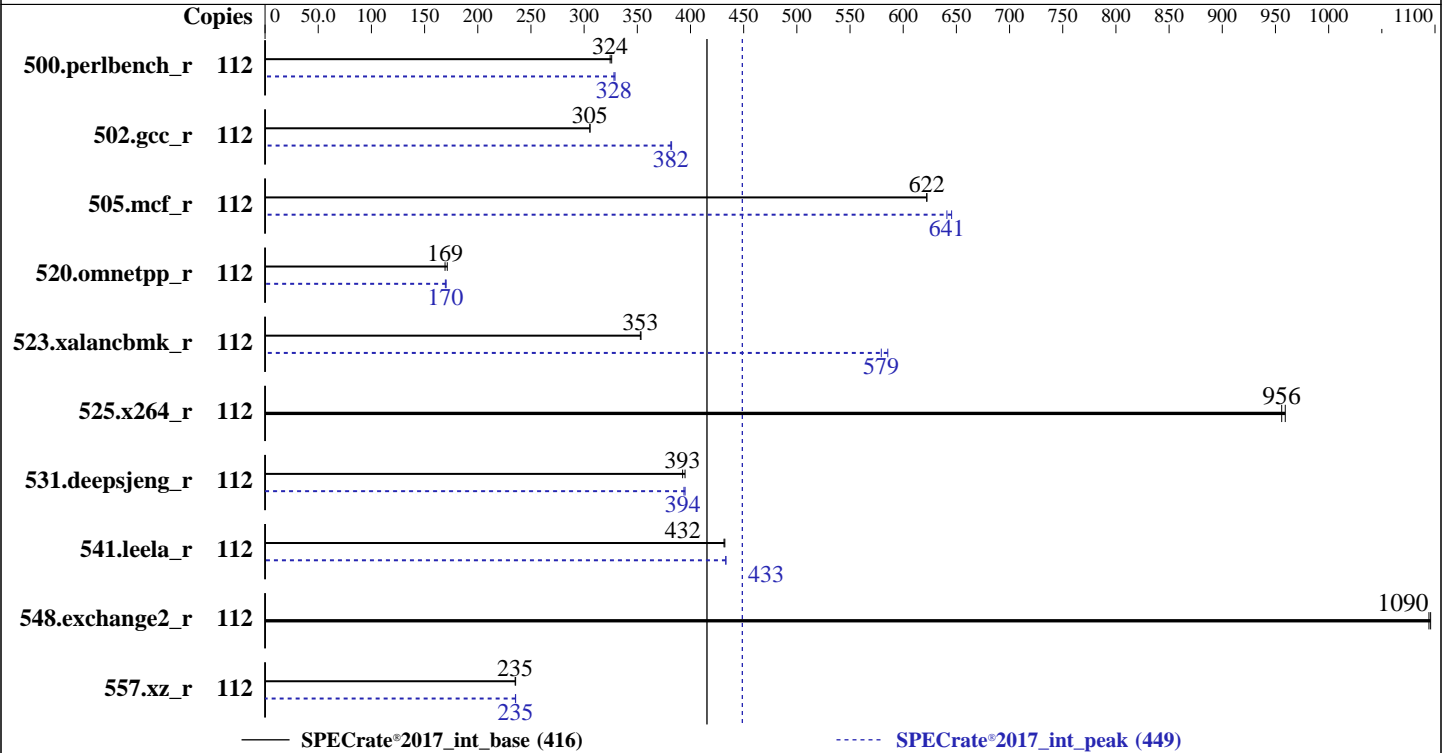 Copies 0 50.0 100 150 200 250 300 350 400 450 500 550 600 650 700 750 800 850 900 950 1000 1100
324
500.perlbench_r 112
328
305
502.gcc_r 112
382
622
505.mcf_r 112
641
169
520.omnetpp_r 112
170
353
523.xalancbmk_r 112
579
956
525.x264_r 112
393
531.deepsjeng_r 112
394
432
541.leela_r 112
433
1090
548.exchange2_r 112
235
557.xz_r 112
235
SPECrate®2017_int_base (416) SPECrate®2017_int_peak (449)